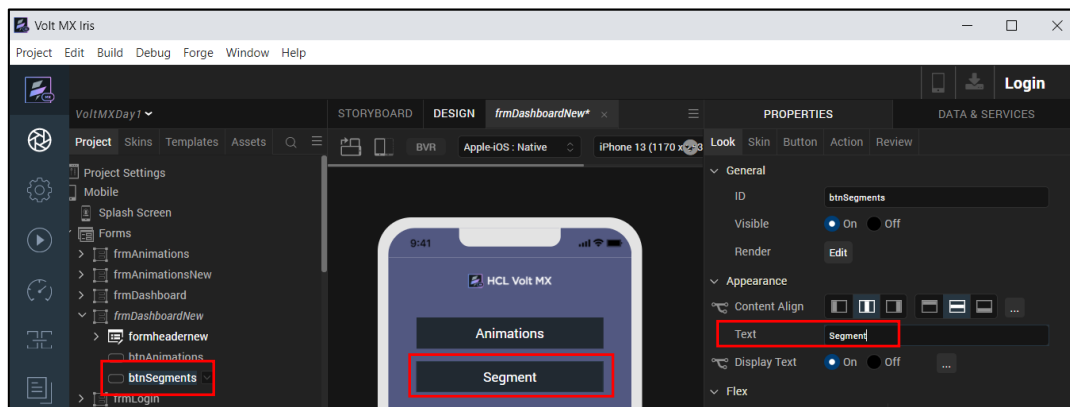 Volt MX Iris
Project Edit Build Debug Forge Window Help
Login
VoltMXDay1
STORYBOARD DESIGN frmDashboardNew* ×
PROPERTIES DATA & SERVICES
Project Skins Templates Assets
BVR Apple-iOS : Native iPhone 13 (1170 x
Look Skin Button Action Review
Project Settings
Mobile
Splash Screen
Forms
frmAnimations
frmAnimationsNew
frmDashboard
frmDashboardNew
formheadernew
btnAnimations
btnSegments
frmLogin
9:41
HCL Volt MX
Animations
Segment
General
ID btnSegments
Visible On Off
Render Edit
Appearance
Content Align ...
Text Segment
Display Text On Off ...
Flex